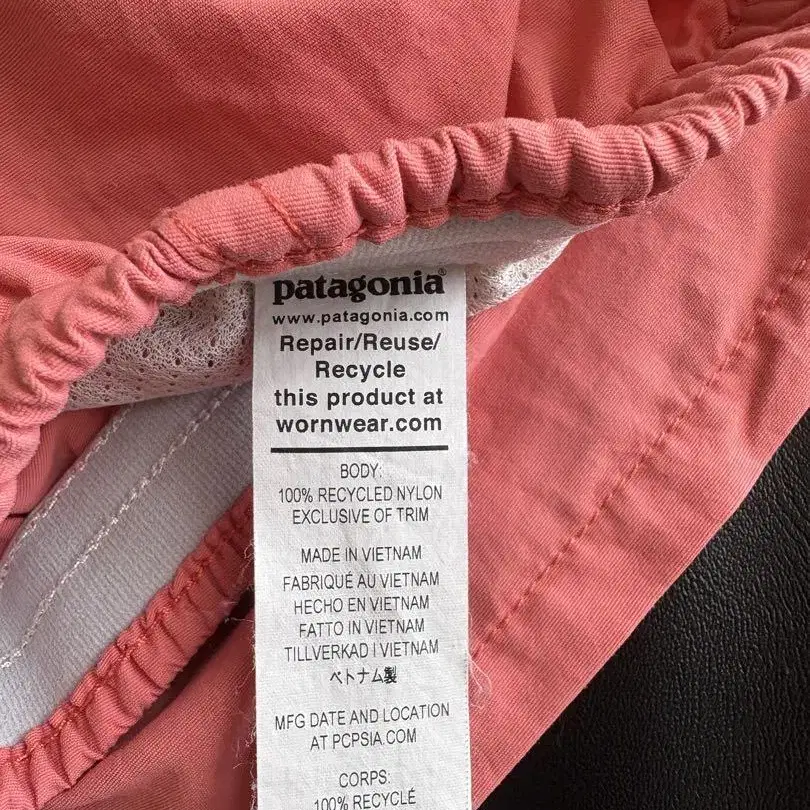 patagonia®
www.patagonia.com
Repair/Reuse/
Recycle
this product at
wornwear.com
BODY:
100% RECYCLED NYLON
EXCLUSIVE OF TRIM
MADE IN VIETNAM
FABRIQUÉ AU VIETNAM
HECHO EN VIETNAM
FATTO IN VIETNAM
TILLVERKAD I VIETNAM
ベトナム製
MFG DATE AND LOCATION
AT PCPSIA.COM
CORPS:
100% RECYCLÉ